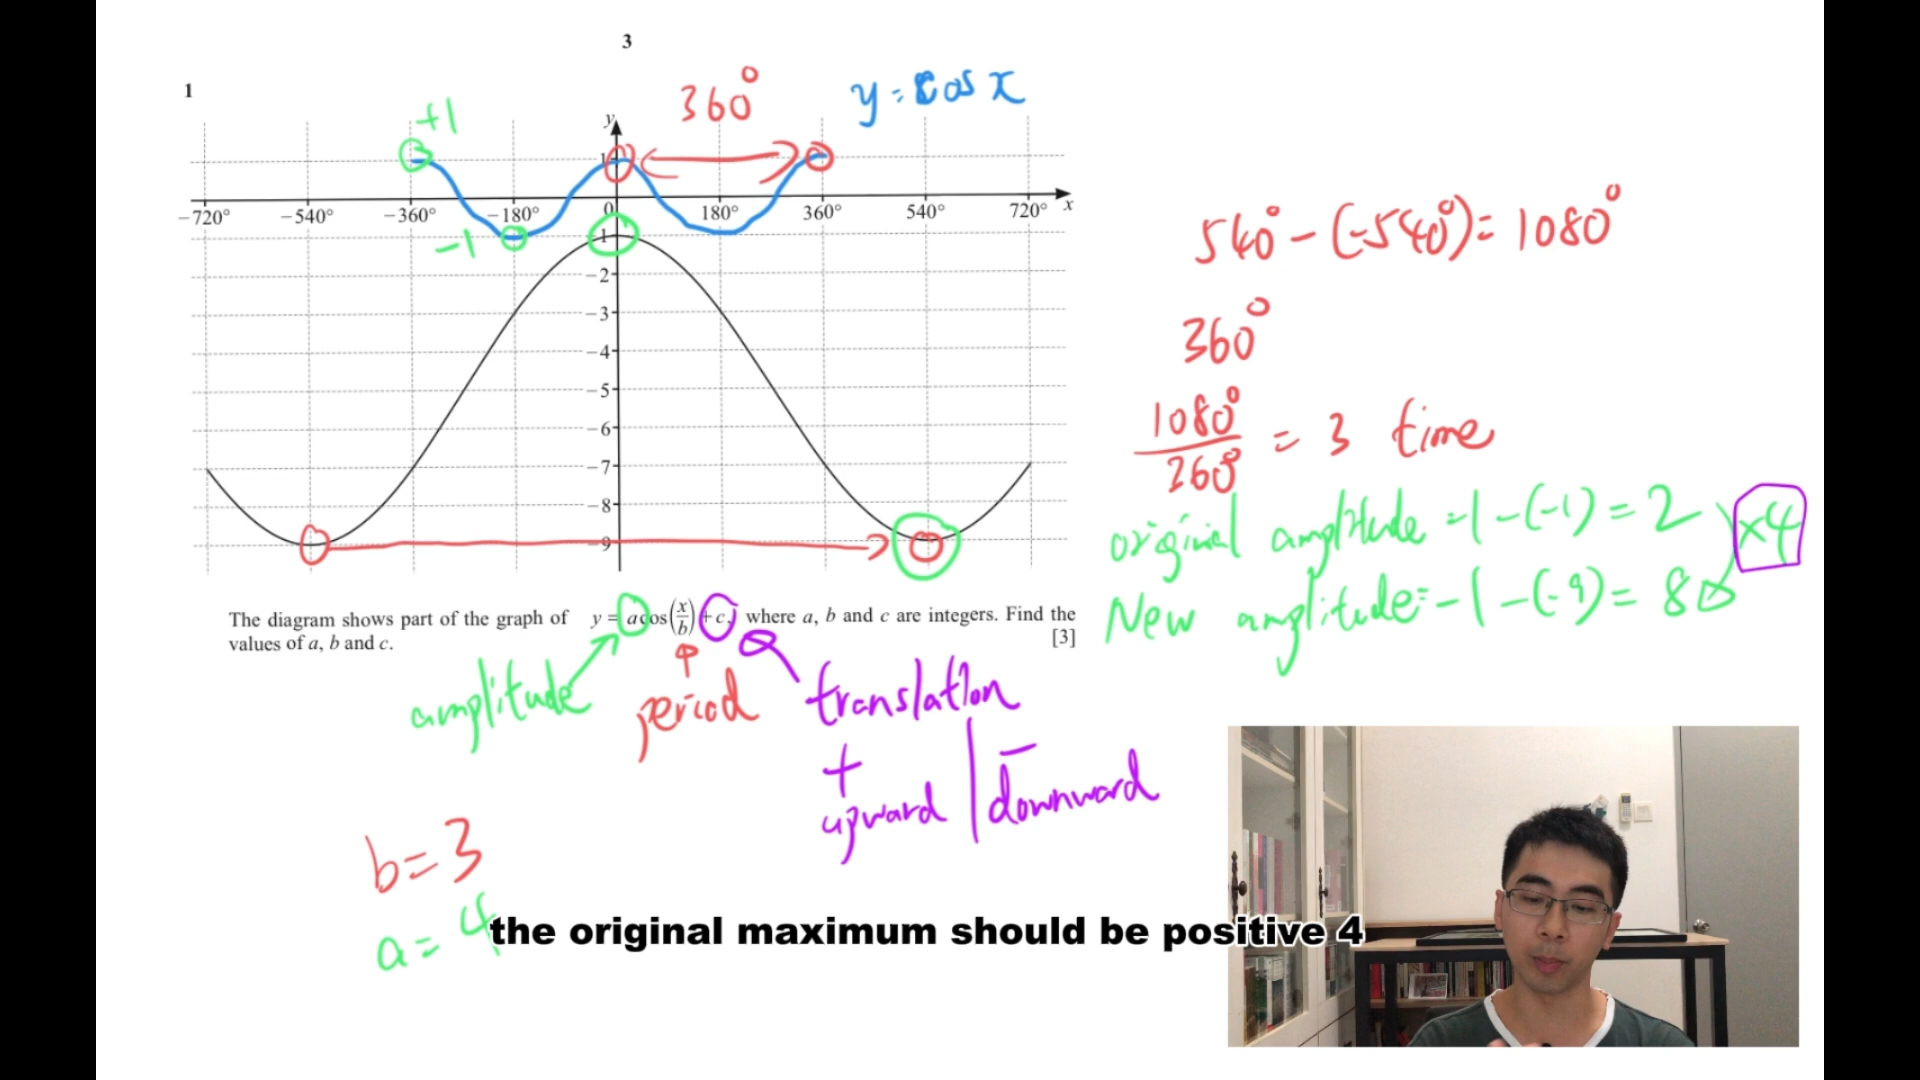 3
1
+1
360°
y = cos x
y
1
-720° -540° -360° -180° 0 180° 360° 540° 720° x
-1
-1
-2
-3
-4
-5
-6
-7
-8
-9
540° - (-540°) = 1080°
360°
1080°/260° = 3 time
original amplitude = 1 - (-1) = 2
×4
New amplitude = -1 - (-9) = 8
The diagram shows part of the graph of y = a cos(x/b) + c, where a, b and c are integers. Find the
values of a, b and c. [3]
amplitude
period
translation
+ −
upward | downward
b = 3
a = 4
the original maximum should be positive 4